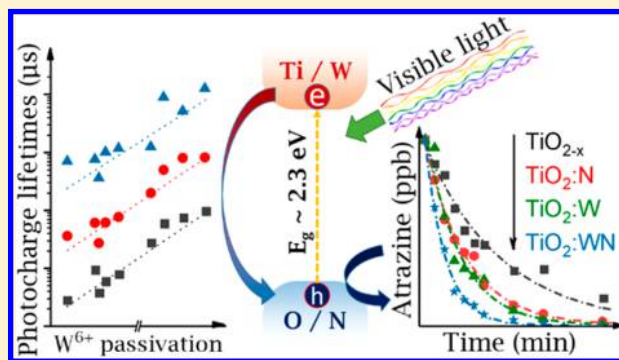 Photocharge lifetimes (μs)
W⁶⁺ passivation
Ti / W
e
E_g ~ 2.3 eV
h
O / N
Visible light
TiO₂₋ₓ
TiO₂:N
TiO₂:W
TiO₂:WN
Atrazine (ppb)
Time (min)